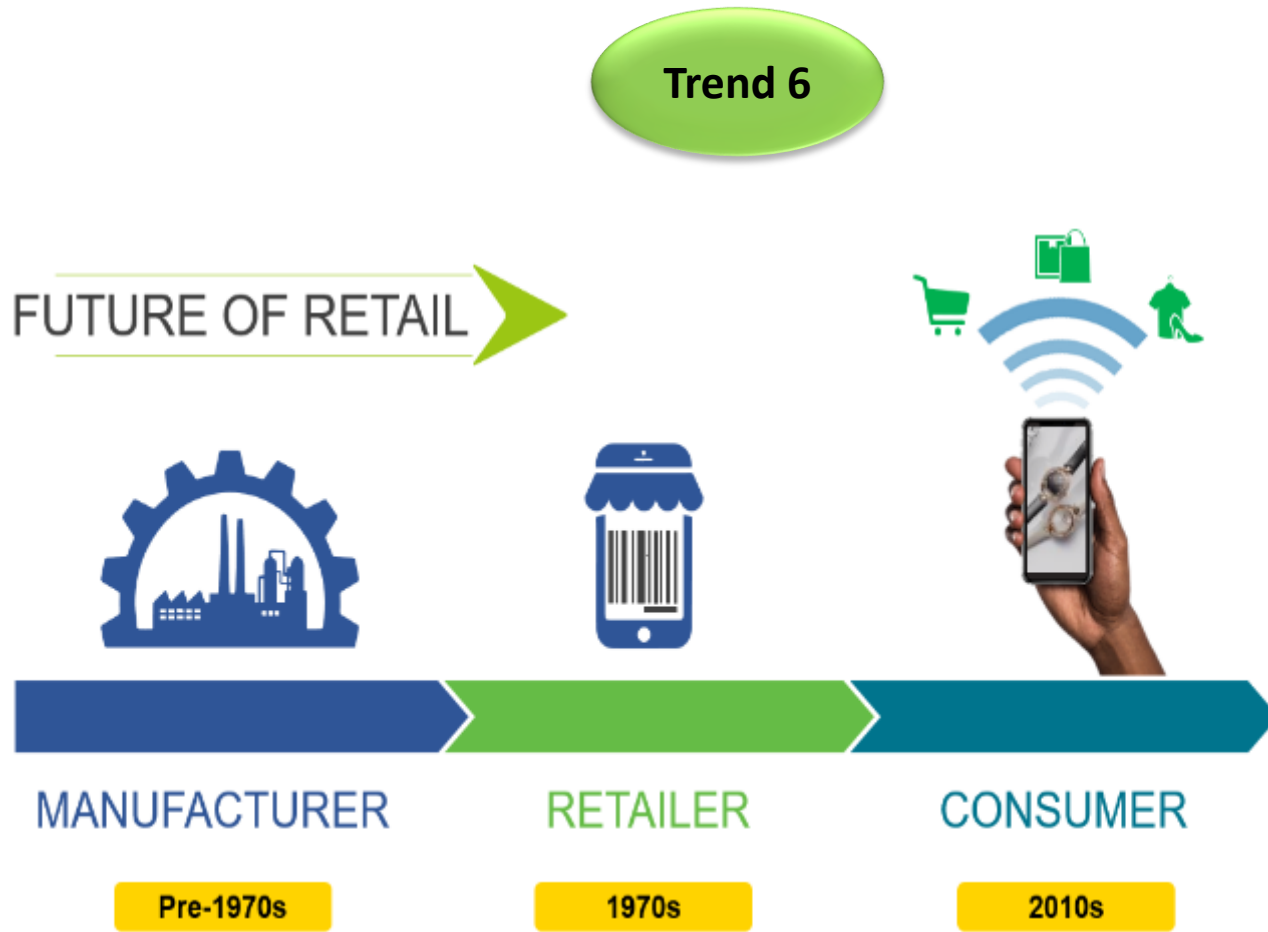 Trend 6
FUTURE OF RETAIL
MANUFACTURER
RETAILER
CONSUMER
Pre-1970s
1970s
2010s